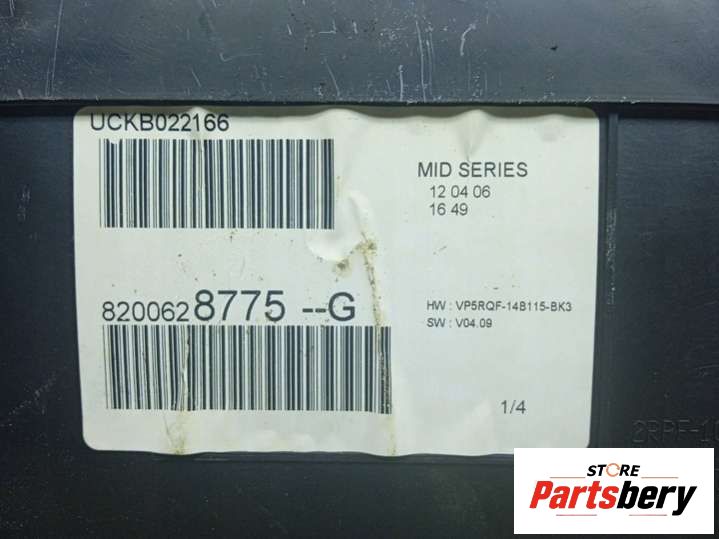 UCKB022166
MID SERIES
12 04 06
16 49
8200628775 --G
HW : VP5RQF-14B115-BK3
SW : V04.09
1/4
STORE
Partsbery